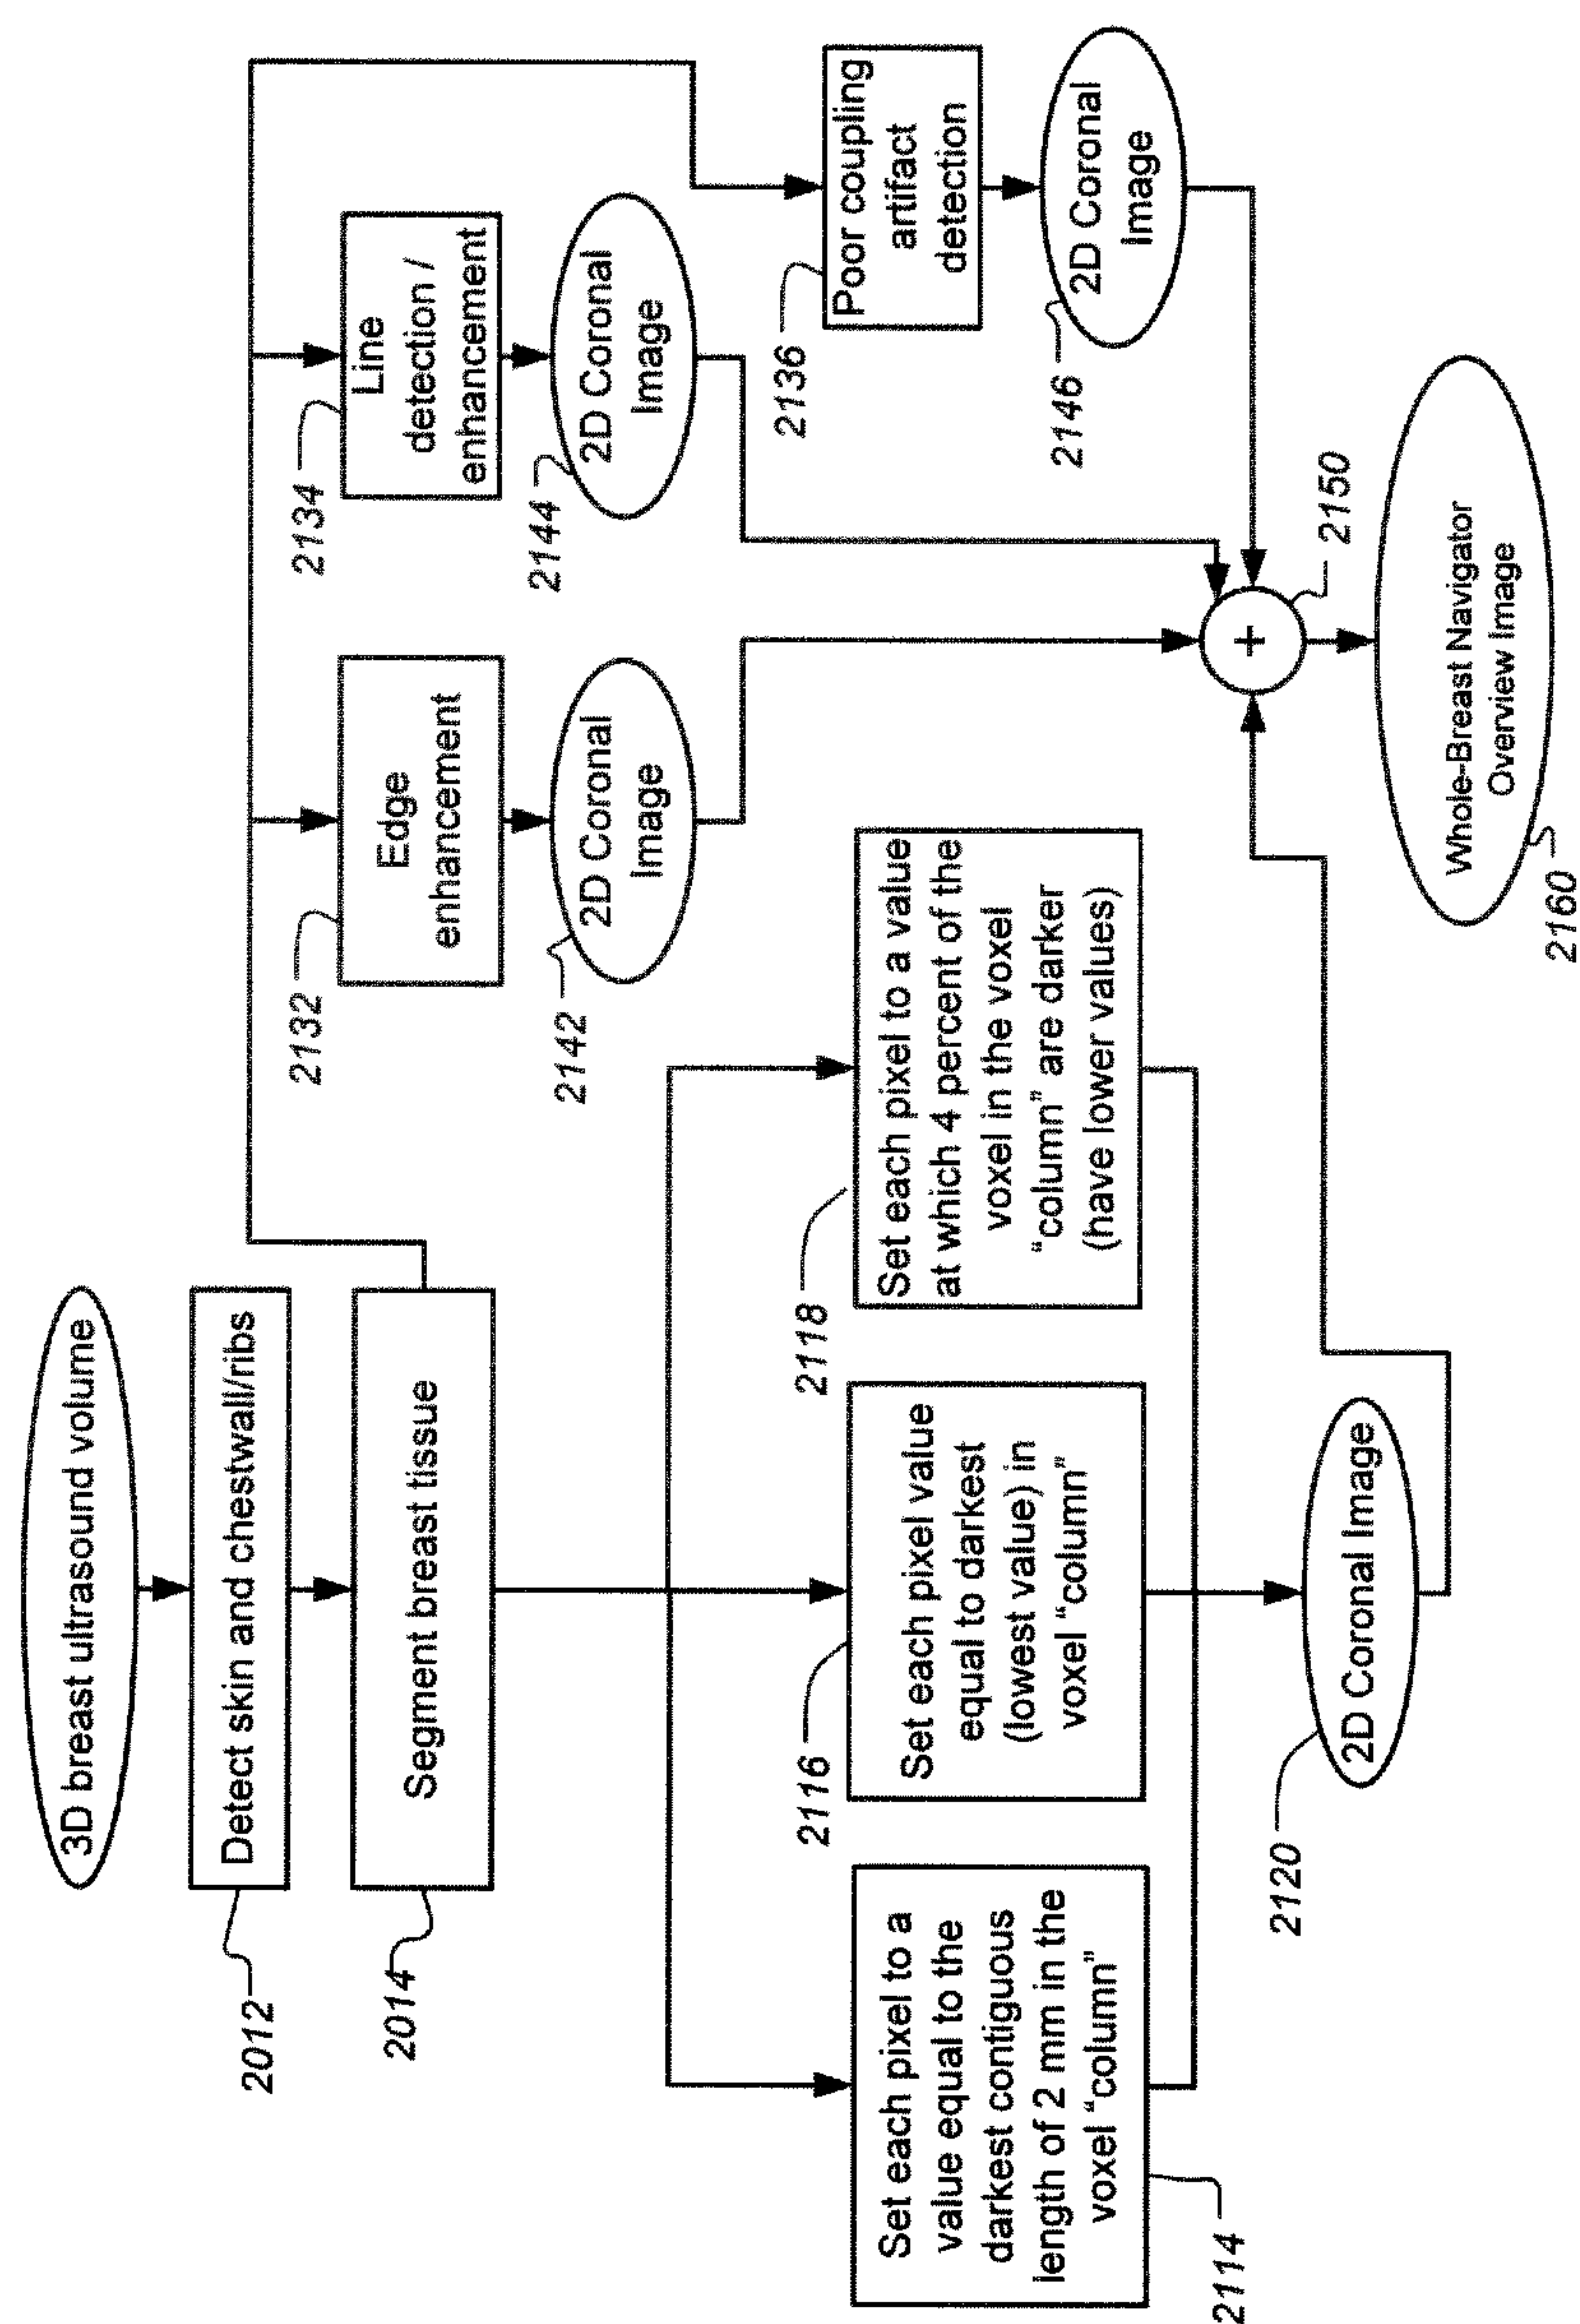 3D breast ultrasound volume
Detect skin and chestwall/ribs
2012
Segment breast tissue
2014
Set each pixel to a
value equal to the
darkest contiguous
length of 2 mm in the
voxel “column”
2114
Set each pixel value
equal to darkest
(lowest value) in
voxel “column”
2116
Set each pixel to a value
at which 4 percent of the
voxel in the voxel
“column” are darker
(have lower values)
2118
2D Coronal Image
2120
Edge
enhancement
2132
2D Coronal
Image
2142
Line
detection /
enhancement
2134
2D Coronal
Image
2144
Poor coupling
artifact
detection
2136
2D Coronal
Image
2146
+
2150
Whole-Breast Navigator
Overview Image
2160